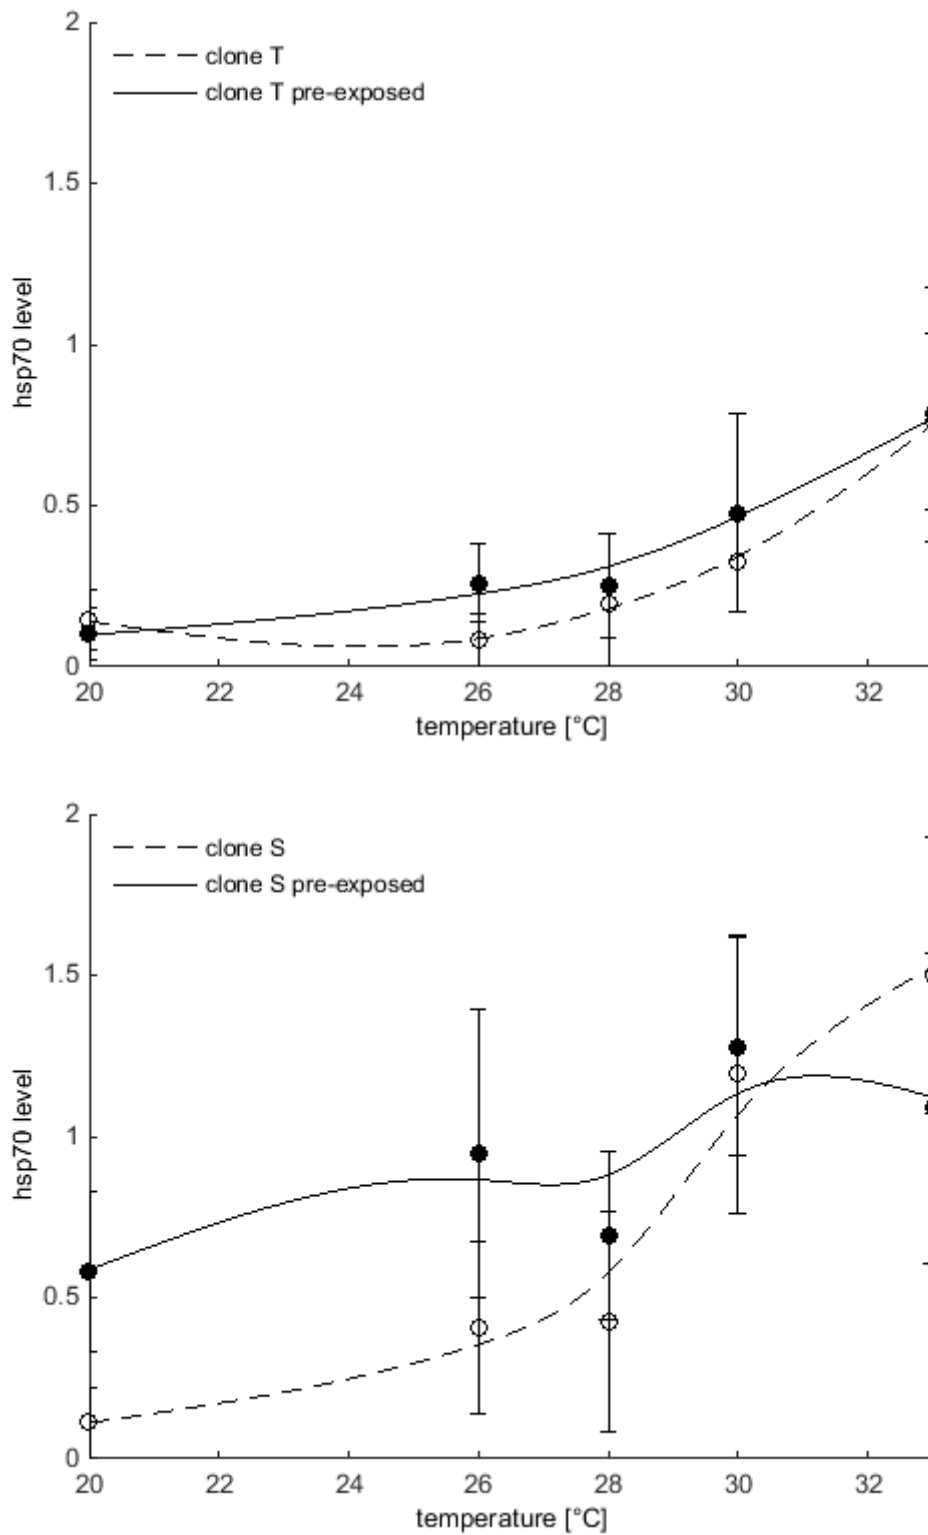 2
clone T
clone T pre-exposed
1.5
1
0.5
0
hsp70 level
20 22 24 26 28 30 32
temperature [°C]
2
clone S
clone S pre-exposed
1.5
1
0.5
0
hsp70 level
20 22 24 26 28 30 32
temperature [°C]